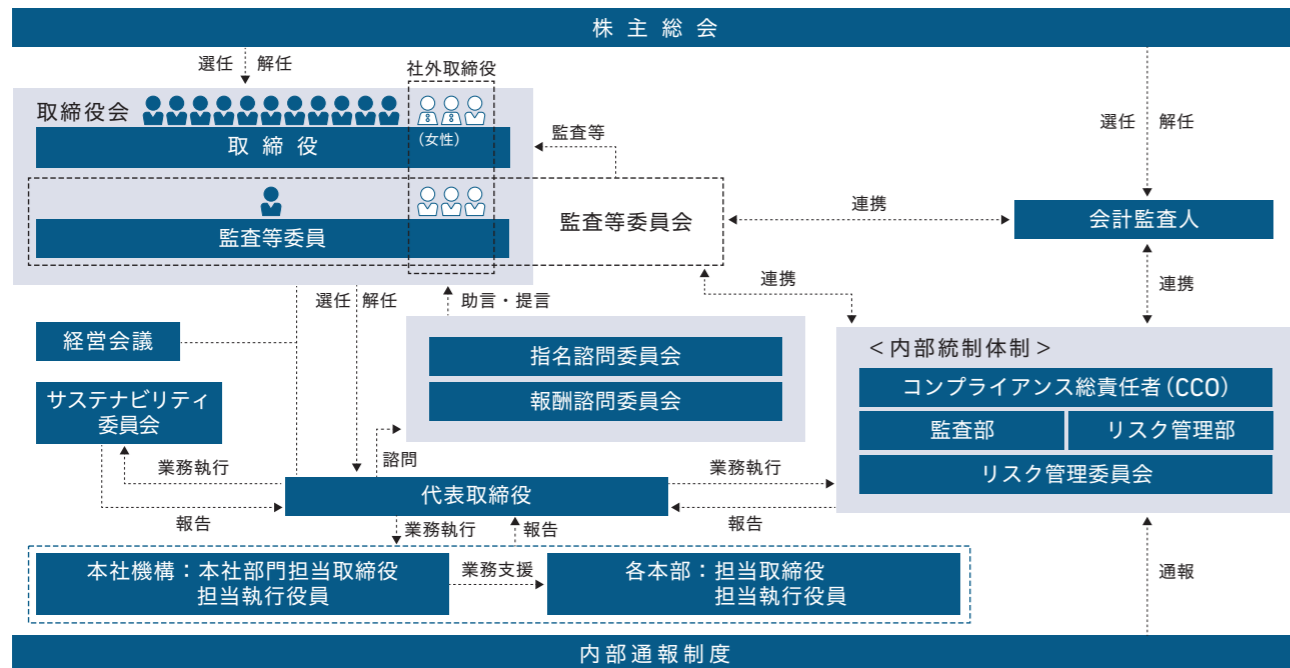 株主総会
選任 解任
社外取締役
取締役会
(女性)
取締役
監査等
選任 解任
監査等委員
監査等委員会
連携
会計監査人
連携
連携
選任 解任
助言・提言
経営会議
指名諮問委員会
報酬諮問委員会
サステナビリティ
委員会
<内部統制体制>
コンプライアンス総責任者(CCO)
監査部
リスク管理部
リスク管理委員会
業務執行
諮問
業務執行
代表取締役
報告
業務執行
報告
報告
本社機構:本社部門担当取締役
担当執行役員
業務支援
各本部:担当取締役
担当執行役員
通報
内部通報制度